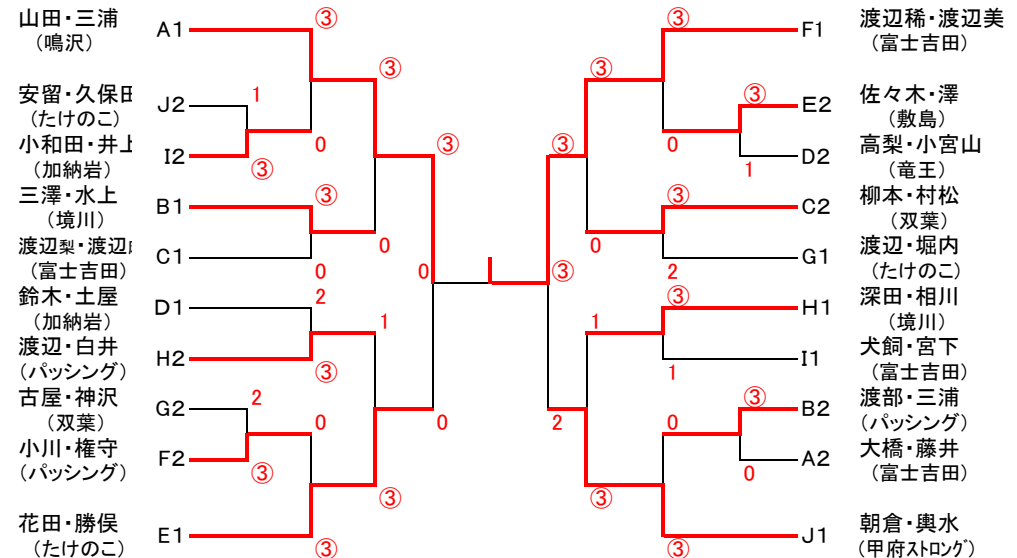 山田・三浦
(鳴沢)
A1
安留・久保田
(たけのこ)
J2
小和田・井上
(加納岩)
I2
三澤・水上
(境川)
B1
渡辺梨・渡辺
(富士吉田)
C1
鈴木・土屋
(加納岩)
D1
渡辺・白井
(パッシング)
H2
古屋・神沢
(双葉)
G2
小川・権守
(パッシング)
F2
花田・勝俣
(たけのこ)
E1
③
③
1
0
③
③
③
0
0
0
2
1
③
2
0
0
③
③
③
③
③
③
③
0
1
③
0
2
③
③
1
1
③
2
0
0
③
③
F1
渡辺稀・渡辺美
(富士吉田)
E2
佐々木・澤
(敷島)
D2
高梨・小宮山
(竜王)
C2
柳本・村松
(双葉)
G1
渡辺・堀内
(たけのこ)
H1
深田・相川
(境川)
I1
犬飼・宮下
(富士吉田)
B2
渡部・三浦
(パッシング)
A2
大橋・藤井
(富士吉田)
J1
朝倉・輿水
(甲府ストロング)